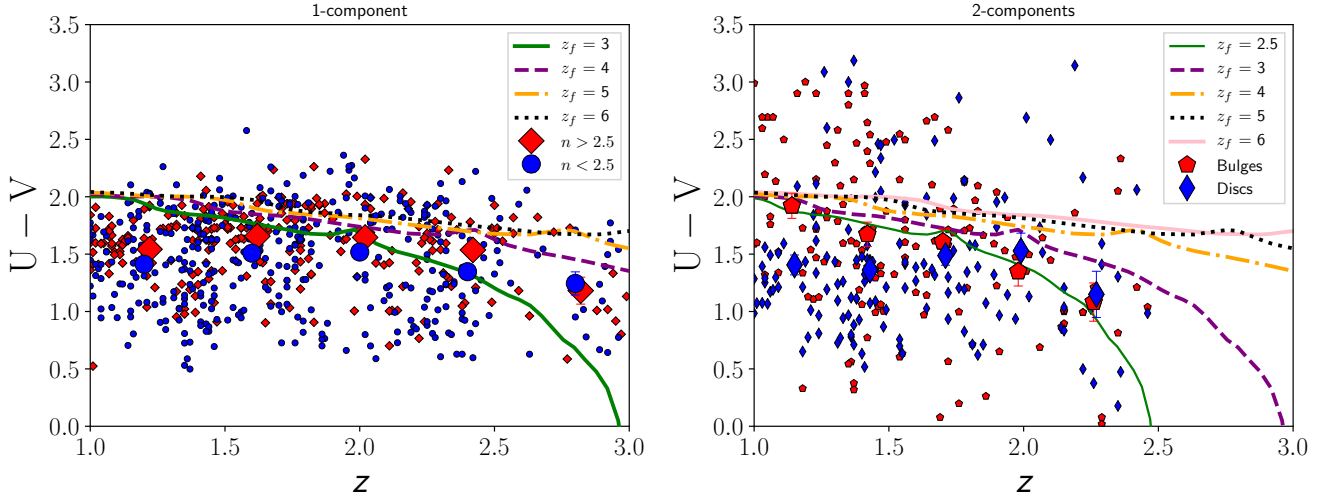 1-component
2-components
U − V
3.5
3.0
2.5
2.0
1.5
1.0
0.5
0.0
z_f = 3
z_f = 4
z_f = 5
z_f = 6
n > 2.5
n < 2.5
1.0 1.5 2.0 2.5 3.0
z
U − V
3.5
3.0
2.5
2.0
1.5
1.0
0.5
0.0
z_f = 2.5
z_f = 3
z_f = 4
z_f = 5
z_f = 6
Bulges
Discs
1.0 1.5 2.0 2.5 3.0
z